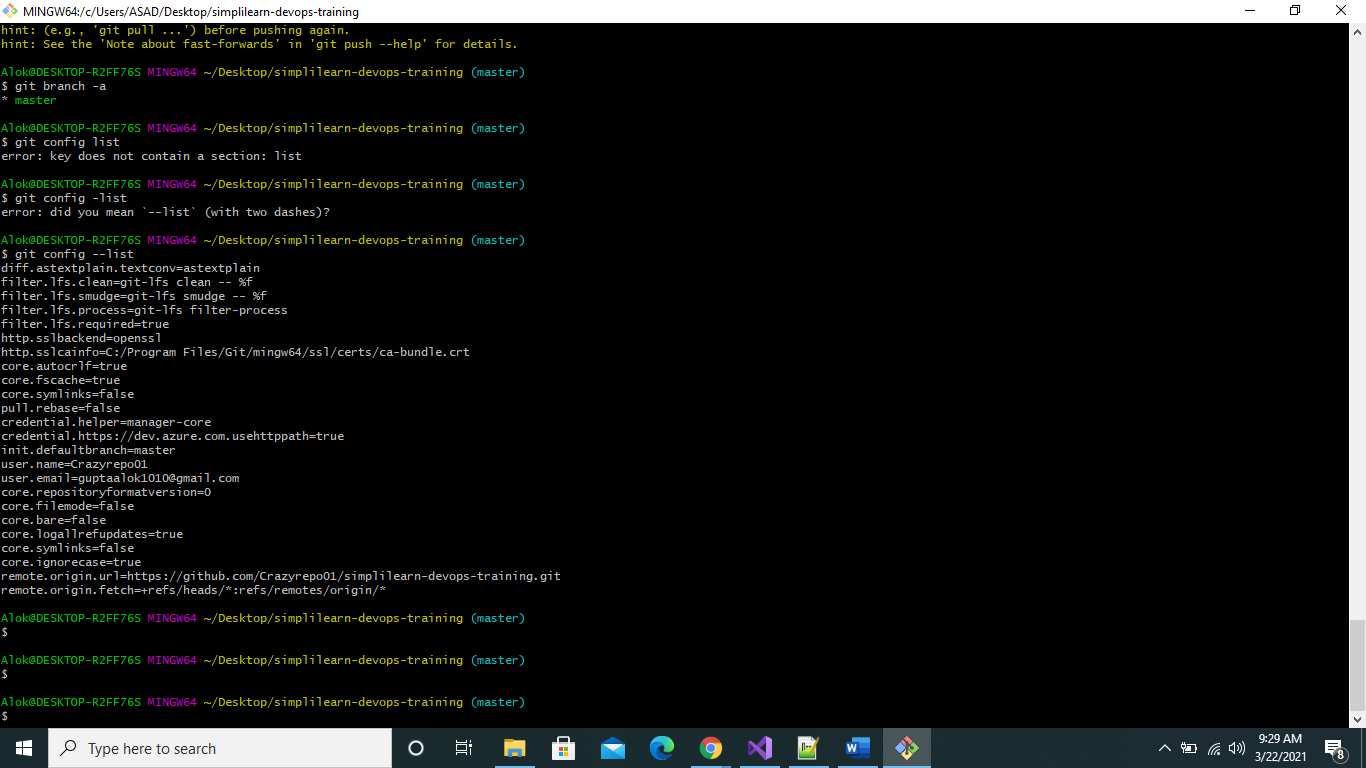 MINGW64:/c/Users/ASAD/Desktop/simplilearn-devops-training
hint: (e.g., 'git pull ...') before pushing again.
hint: See the 'Note about fast-forwards' in 'git push --help' for details.
Alok@DESKTOP-R2FF76S MINGW64 ~/Desktop/simplilearn-devops-training (master)
$ git branch -a
* master
Alok@DESKTOP-R2FF76S MINGW64 ~/Desktop/simplilearn-devops-training (master)
$ git config list
error: key does not contain a section: list
Alok@DESKTOP-R2FF76S MINGW64 ~/Desktop/simplilearn-devops-training (master)
$ git config -list
error: did you mean `--list` (with two dashes)?
Alok@DESKTOP-R2FF76S MINGW64 ~/Desktop/simplilearn-devops-training (master)
$ git config --list
diff.astextplain.textconv=astextplain
filter.lfs.clean=git-lfs clean -- %f
filter.lfs.smudge=git-lfs smudge -- %f
filter.lfs.process=git-lfs filter-process
filter.lfs.required=true
http.sslbackend=openssl
http.sslcainfo=C:/Program Files/Git/mingw64/ssl/certs/ca-bundle.crt
core.autocrlf=true
core.fscache=true
core.symlinks=false
pull.rebase=false
credential.helper=manager-core
credential.https://dev.azure.com.usehttppath=true
init.defaultbranch=master
user.name=Crazyrepo01
user.email=guptaalok1010@gmail.com
core.repositoryformatversion=0
core.filemode=false
core.bare=false
core.logallrefupdates=true
core.symlinks=false
core.ignorecase=true
remote.origin.url=https://github.com/Crazyrepo01/simplilearn-devops-training.git
remote.origin.fetch=+refs/heads/*:refs/remotes/origin/*
Alok@DESKTOP-R2FF76S MINGW64 ~/Desktop/simplilearn-devops-training (master)
$
Alok@DESKTOP-R2FF76S MINGW64 ~/Desktop/simplilearn-devops-training (master)
$
Alok@DESKTOP-R2FF76S MINGW64 ~/Desktop/simplilearn-devops-training (master)
$
Type here to search
9:29 AM
3/22/2021
8